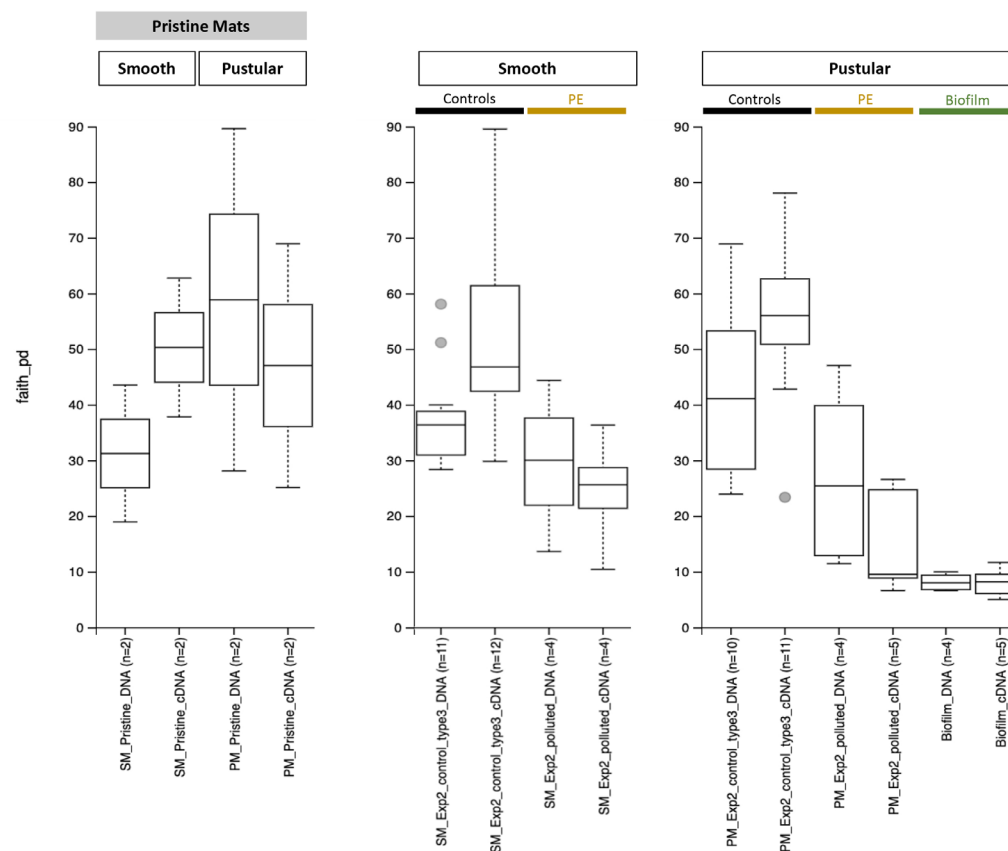 Pristine Mats
Smooth Pustular
Smooth
Pustular
Controls PE
Controls PE Biofilm
faith_pd
90
80
70
60
50
40
30
20
10
0
SM_Pristine_DNA (n=2)
SM_Pristine_cDNA (n=2)
PM_Pristine_DNA (n=2)
PM_Pristine_cDNA (n=2)
90
80
70
60
50
40
30
20
10
0
SM_Exp2_control_type3_DNA (n=11)
SM_Exp2_control_type3_cDNA (n=12)
SM_Exp2_polluted_DNA (n=4)
SM_Exp2_polluted_cDNA (n=4)
90
80
70
60
50
40
30
20
10
0
PM_Exp2_control_type3_DNA (n=10)
PM_Exp2_control_type3_cDNA (n=11)
PM_Exp2_polluted_DNA (n=4)
PM_Exp2_polluted_cDNA (n=5)
Biofilm_DNA (n=4)
Biofilm_cDNA (n=5)